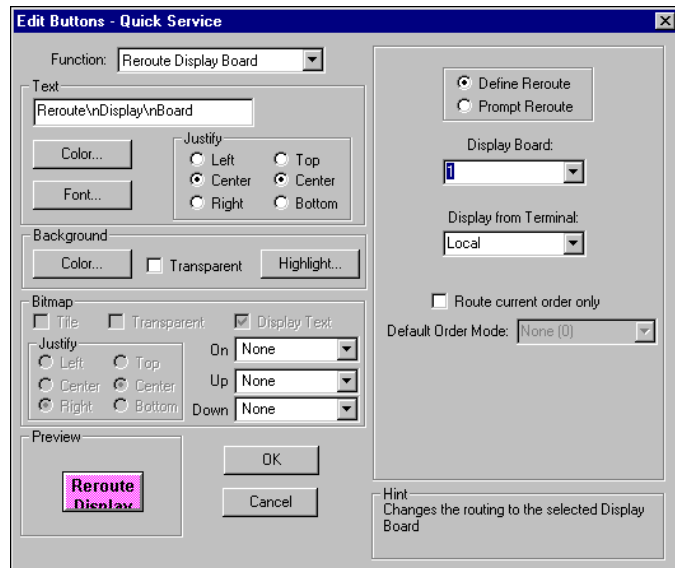 Edit Buttons - Quick Service
Function: Reroute Display Board
Text
Reroute\nDisplay\nBoard
Color...
Font...
Justify
Left
Top
Center
Center
Right
Bottom
Background
Color...
Transparent
Highlight...
Bitmap
Tile
Transparent
Display Text
Justify
Left
Top
Center
Center
Right
Bottom
On None
Up None
Down None
Preview
Reroute
Display
OK
Cancel
Define Reroute
Prompt Reroute
Display Board:
1
Display from Terminal:
Local
Route current order only
Default Order Mode: None (0)
Hint
Changes the routing to the selected Display
Board